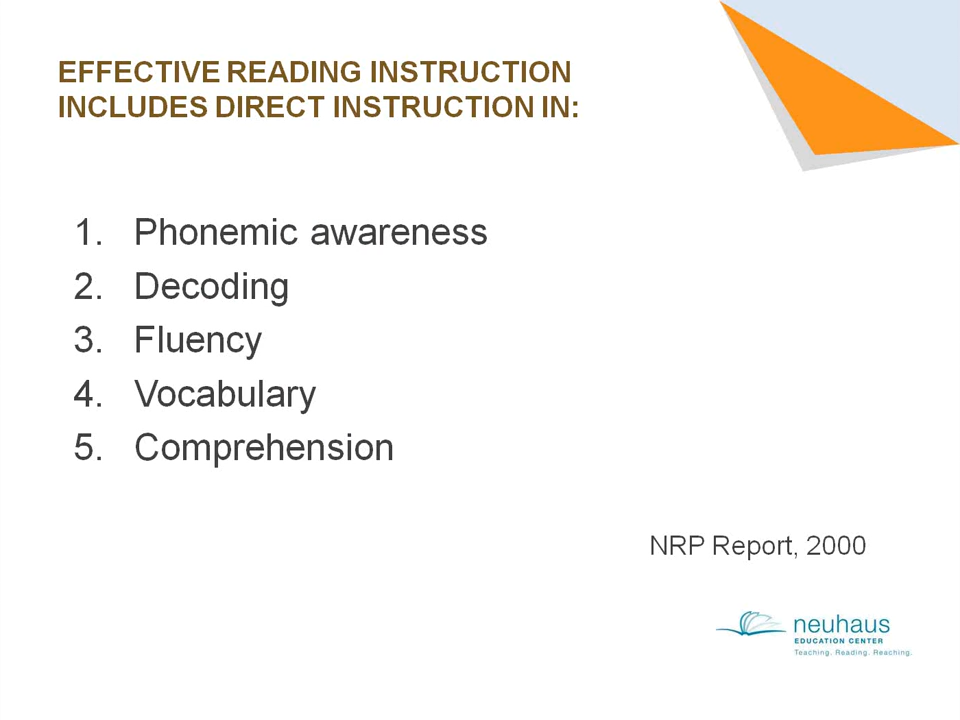 EFFECTIVE READING INSTRUCTION
INCLUDES DIRECT INSTRUCTION IN:
1. Phonemic awareness
2. Decoding
3. Fluency
4. Vocabulary
5. Comprehension
NRP Report, 2000
neuhaus
EDUCATION CENTER
Teaching. Reading. Reaching.